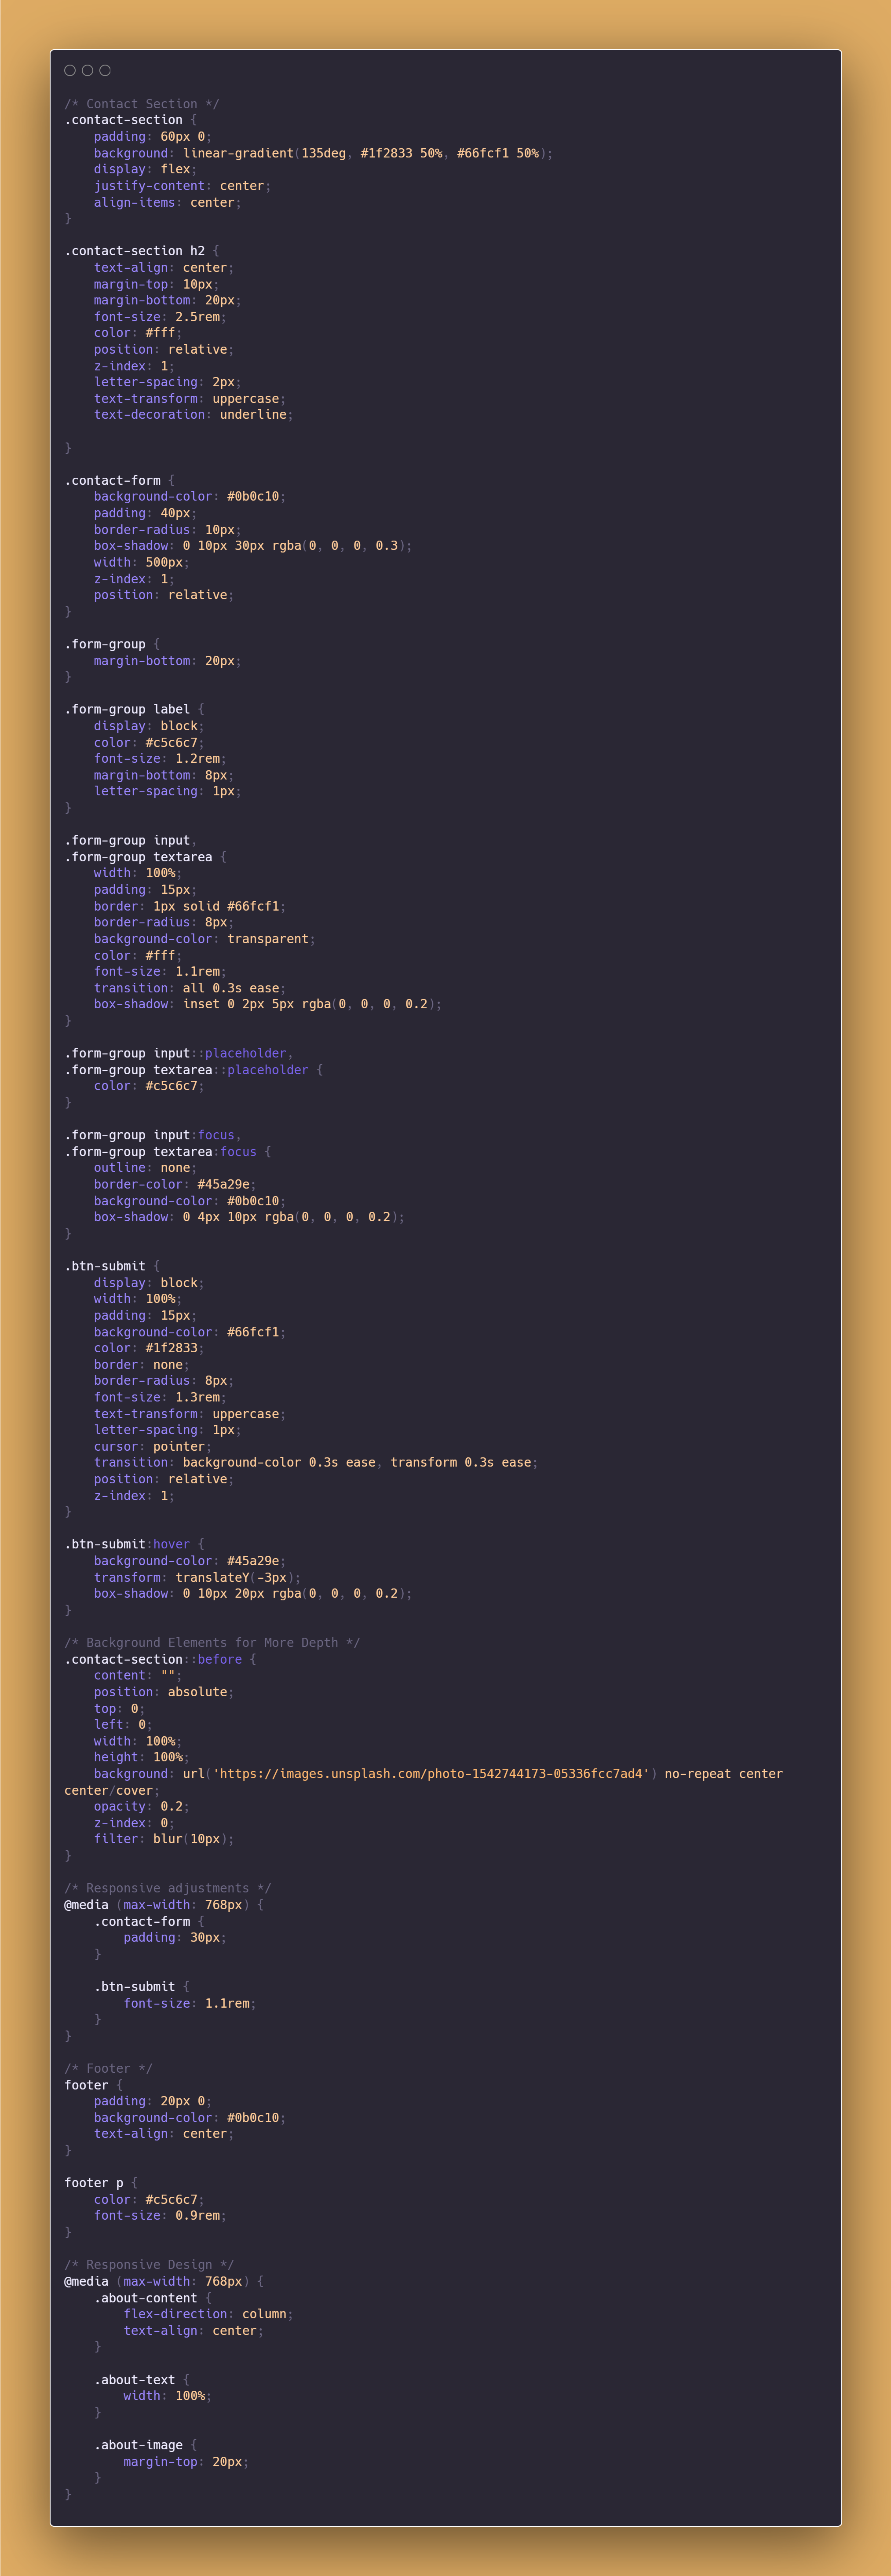 /* Contact Section */
.contact-section {
    padding: 60px 0;
    background: linear-gradient(135deg, #1f2833 50%, #66fcf1 50%);
    display: flex;
    justify-content: center;
    align-items: center;
}

.contact-section h2 {
    text-align: center;
    margin-top: 10px;
    margin-bottom: 20px;
    font-size: 2.5rem;
    color: #fff;
    position: relative;
    z-index: 1;
    letter-spacing: 2px;
    text-transform: uppercase;
    text-decoration: underline;

}

.contact-form {
    background-color: #0b0c10;
    padding: 40px;
    border-radius: 10px;
    box-shadow: 0 10px 30px rgba(0, 0, 0, 0.3);
    width: 500px;
    z-index: 1;
    position: relative;
}

.form-group {
    margin-bottom: 20px;
}

.form-group label {
    display: block;
    color: #c5c6c7;
    font-size: 1.2rem;
    margin-bottom: 8px;
    letter-spacing: 1px;
}

.form-group input,
.form-group textarea {
    width: 100%;
    padding: 15px;
    border: 1px solid #66fcf1;
    border-radius: 8px;
    background-color: transparent;
    color: #fff;
    font-size: 1.1rem;
    transition: all 0.3s ease;
    box-shadow: inset 0 2px 5px rgba(0, 0, 0, 0.2);
}

.form-group input::placeholder,
.form-group textarea::placeholder {
    color: #c5c6c7;
}

.form-group input:focus,
.form-group textarea:focus {
    outline: none;
    border-color: #45a29e;
    background-color: #0b0c10;
    box-shadow: 0 4px 10px rgba(0, 0, 0, 0.2);
}

.btn-submit {
    display: block;
    width: 100%;
    padding: 15px;
    background-color: #66fcf1;
    color: #1f2833;
    border: none;
    border-radius: 8px;
    font-size: 1.3rem;
    text-transform: uppercase;
    letter-spacing: 1px;
    cursor: pointer;
    transition: background-color 0.3s ease, transform 0.3s ease;
    position: relative;
    z-index: 1;
}

.btn-submit:hover {
    background-color: #45a29e;
    transform: translateY(-3px);
    box-shadow: 0 10px 20px rgba(0, 0, 0, 0.2);
}

/* Background Elements for More Depth */
.contact-section::before {
    content: "";
    position: absolute;
    top: 0;
    left: 0;
    width: 100%;
    height: 100%;
    background: url('https://images.unsplash.com/photo-1542744173-05336fcc7ad4') no-repeat center
center/cover;
    opacity: 0.2;
    z-index: 0;
    filter: blur(10px);
}

/* Responsive adjustments */
@media (max-width: 768px) {
    .contact-form {
        padding: 30px;
    }

    .btn-submit {
        font-size: 1.1rem;
    }
}

/* Footer */
footer {
    padding: 20px 0;
    background-color: #0b0c10;
    text-align: center;
}

footer p {
    color: #c5c6c7;
    font-size: 0.9rem;
}

/* Responsive Design */
@media (max-width: 768px) {
    .about-content {
        flex-direction: column;
        text-align: center;
    }

    .about-text {
        width: 100%;
    }

    .about-image {
        margin-top: 20px;
    }
}